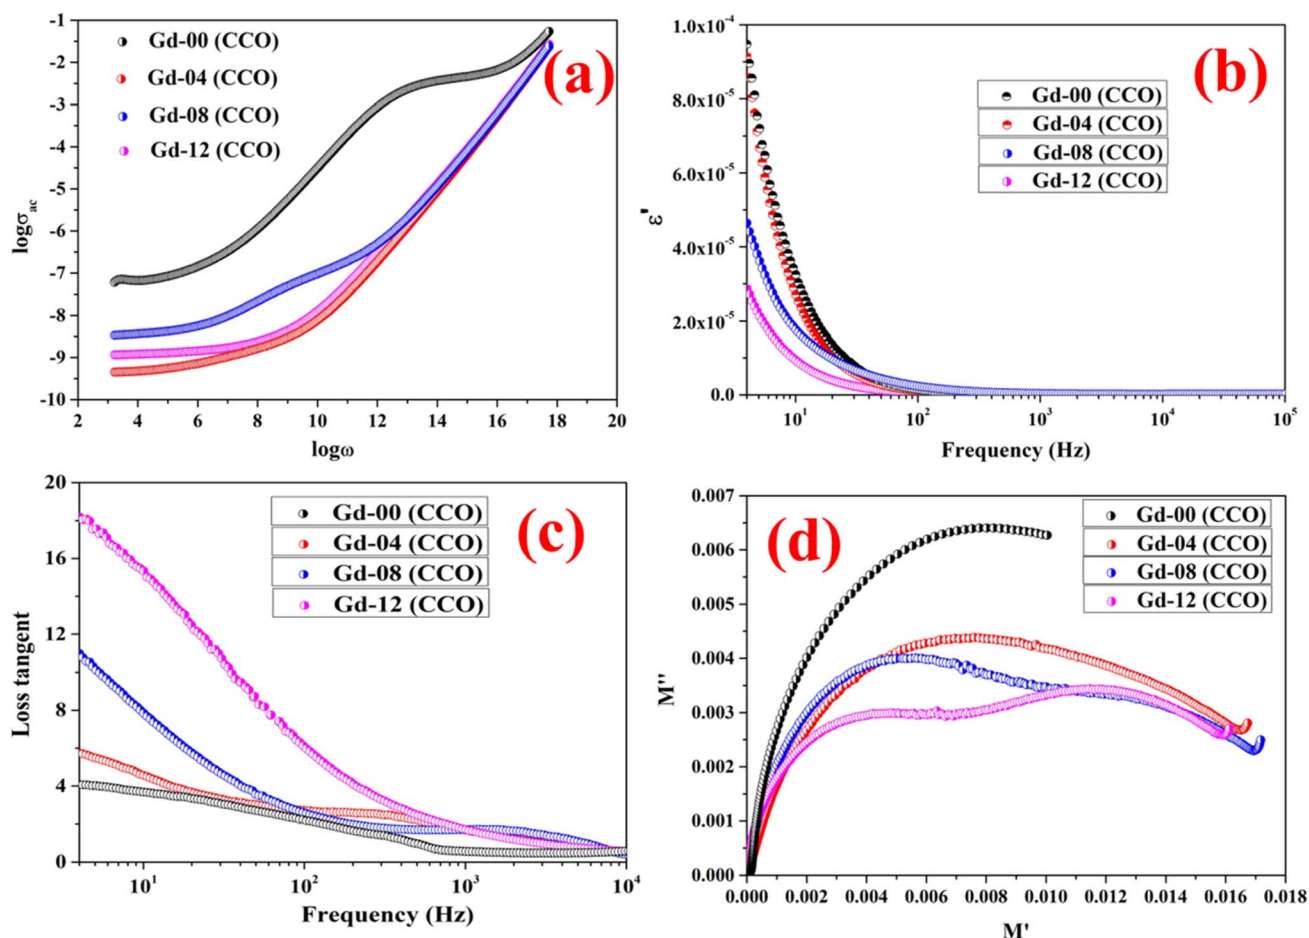 -1
-2
-3
-4
-5
-6
-7
-8
-9
-10
logσac
Gd-00 (CCO)
Gd-04 (CCO)
Gd-08 (CCO)
Gd-12 (CCO)
(a)
2 4 6 8 10 12 14 16 18 20
logω
1.0x10-4
8.0x10-5
6.0x10-5
4.0x10-5
2.0x10-5
0.0
ε'
(b)
Gd-00 (CCO)
Gd-04 (CCO)
Gd-08 (CCO)
Gd-12 (CCO)
10¹ 10² 10³ 10⁴ 10⁵
Frequency (Hz)
20
16
12
8
4
0
Loss tangent
Gd-00 (CCO)
Gd-04 (CCO)
Gd-08 (CCO)
Gd-12 (CCO)
(c)
10¹ 10² 10³ 10⁴
Frequency (Hz)
0.007
0.006
0.005
0.004
0.003
0.002
0.001
0.000
M''
(d)
Gd-00 (CCO)
Gd-04 (CCO)
Gd-08 (CCO)
Gd-12 (CCO)
0.000 0.002 0.004 0.006 0.008 0.010 0.012 0.014 0.016 0.018
M'